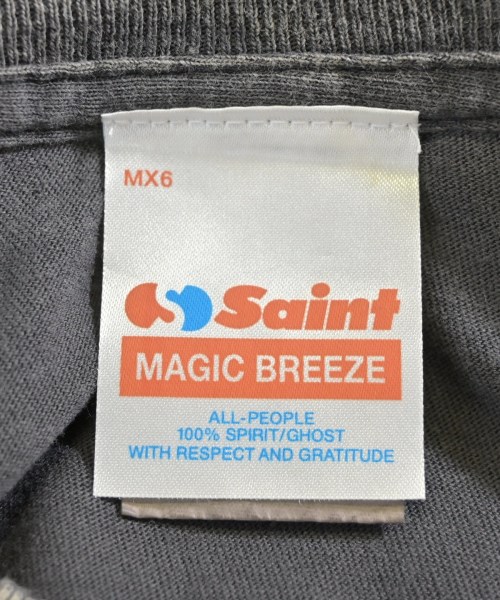 MX6
Saint
MAGIC BREEZE
ALL-PEOPLE
100% SPIRIT/GHOST
WITH RESPECT AND GRATITUDE